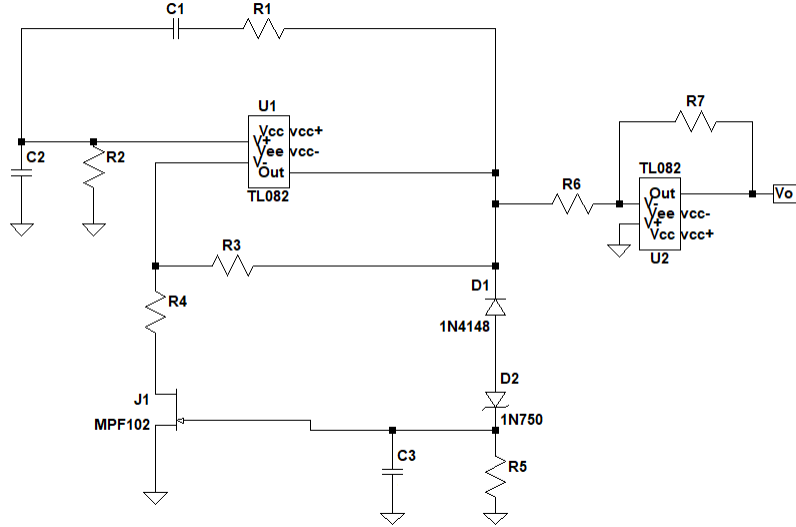 C1
R1
U1
Vcc vcc+
V+
Vee vcc-
V-
Out
TL082
C2
R2
R7
TL082
Out
V-
Vee vcc-
V+
Vcc vcc+
U2
R6
Vo
R3
R4
D1
1N4148
D2
1N750
J1
MPF102
C3
R5